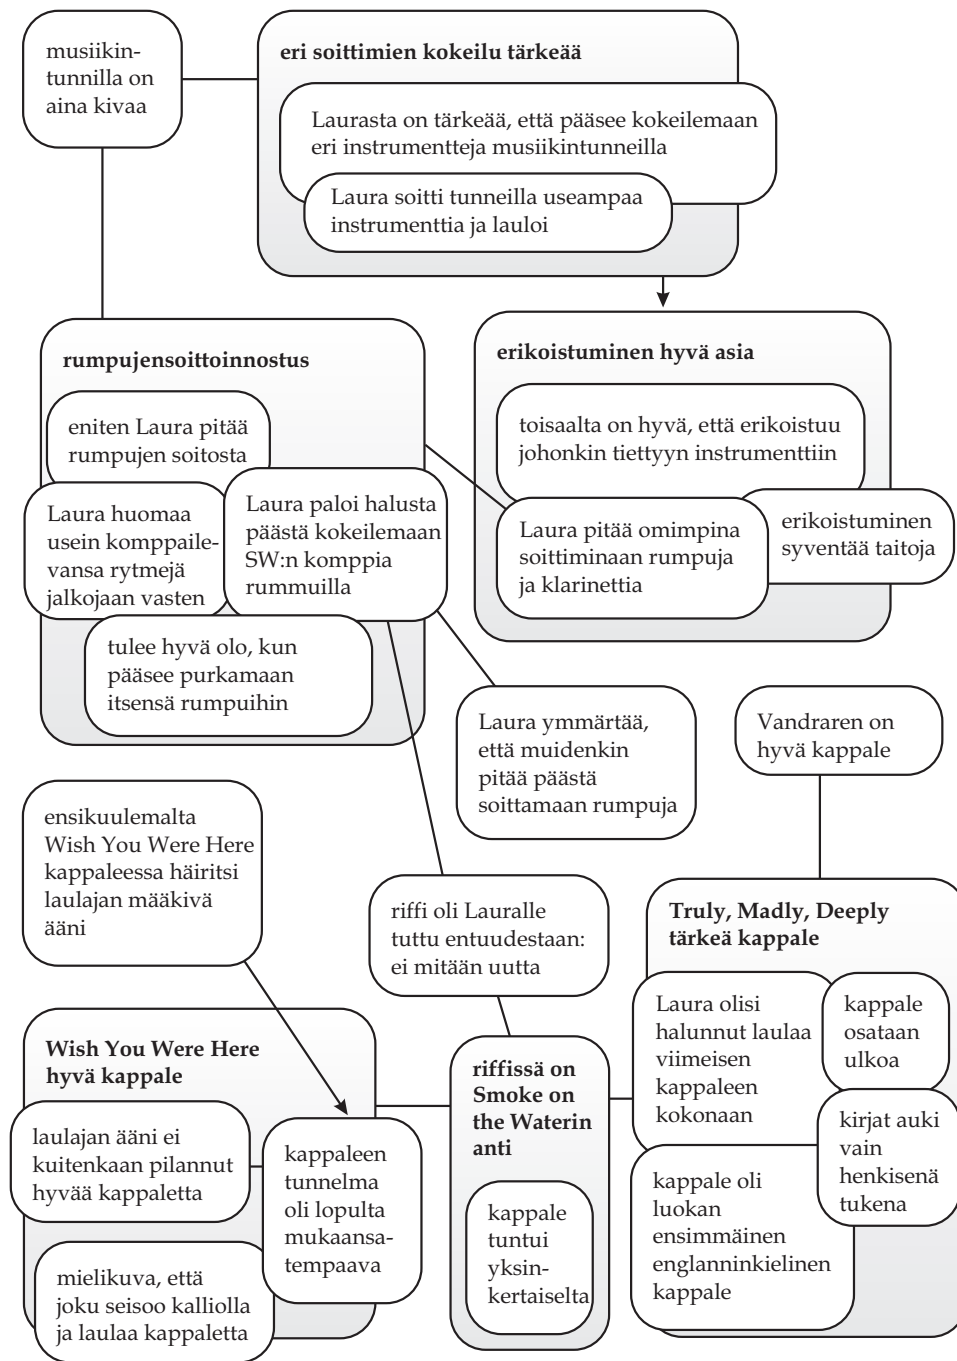 musiikin-
tunnilla on
aina kivaa
eri soittimien kokeilu tärkeää
Laurasta on tärkeää, että pääsee kokeilemaan
eri instrumentteja musiikintunneilla
Laura soitti tunneilla useampaa
instrumenttia ja lauloi
rumpujensoittoinnostus
eniten Laura pitää
rumpujen soitosta
Laura huomaa
usein komppaile-
vansa rytmejä
jalkojaan vasten
Laura paloi halusta
päästä kokeilemaan
SW:n komppia
rummuilla
tulee hyvä olo, kun
pääsee purkamaan
itsensä rumpuihin
erikoistuminen hyvä asia
toisaalta on hyvä, että erikoistuu
johonkin tiettyyn instrumenttiin
Laura pitää omimpina
soittiminaan rumpuja
ja klarinettia
erikoistuminen
syventää taitoja
Laura ymmärtää,
että muidenkin
pitää päästä
soittamaan rumpuja
Vandraren on
hyvä kappale
ensikuulemalta
Wish You Were Here
kappaleessa häiritsi
laulajan määkivä
ääni
riffi oli Lauralle
tuttu entuudestaan:
ei mitään uutta
Truly, Madly, Deeply
tärkeä kappale
Laura olisi
halunnut laulaa
viimeisen
kappaleen
kokonaan
kappale
osataan
ulkoa
kirjat auki
vain
henkisenä
tukena
kappale oli
luokan
ensimmäinen
englanninkielinen
kappale
Wish You Were Here
hyvä kappale
laulajan ääni ei
kuitenkaan pilannut
hyvää kappaletta
kappaleen
tunnelma
oli lopulta
mukaansa-
tempaava
mielikuva, että
joku seisoo kalliolla
ja laulaa kappaletta
riffissä on
Smoke on
the Waterin
anti
kappale
tuntui
yksin-
kertaiselta